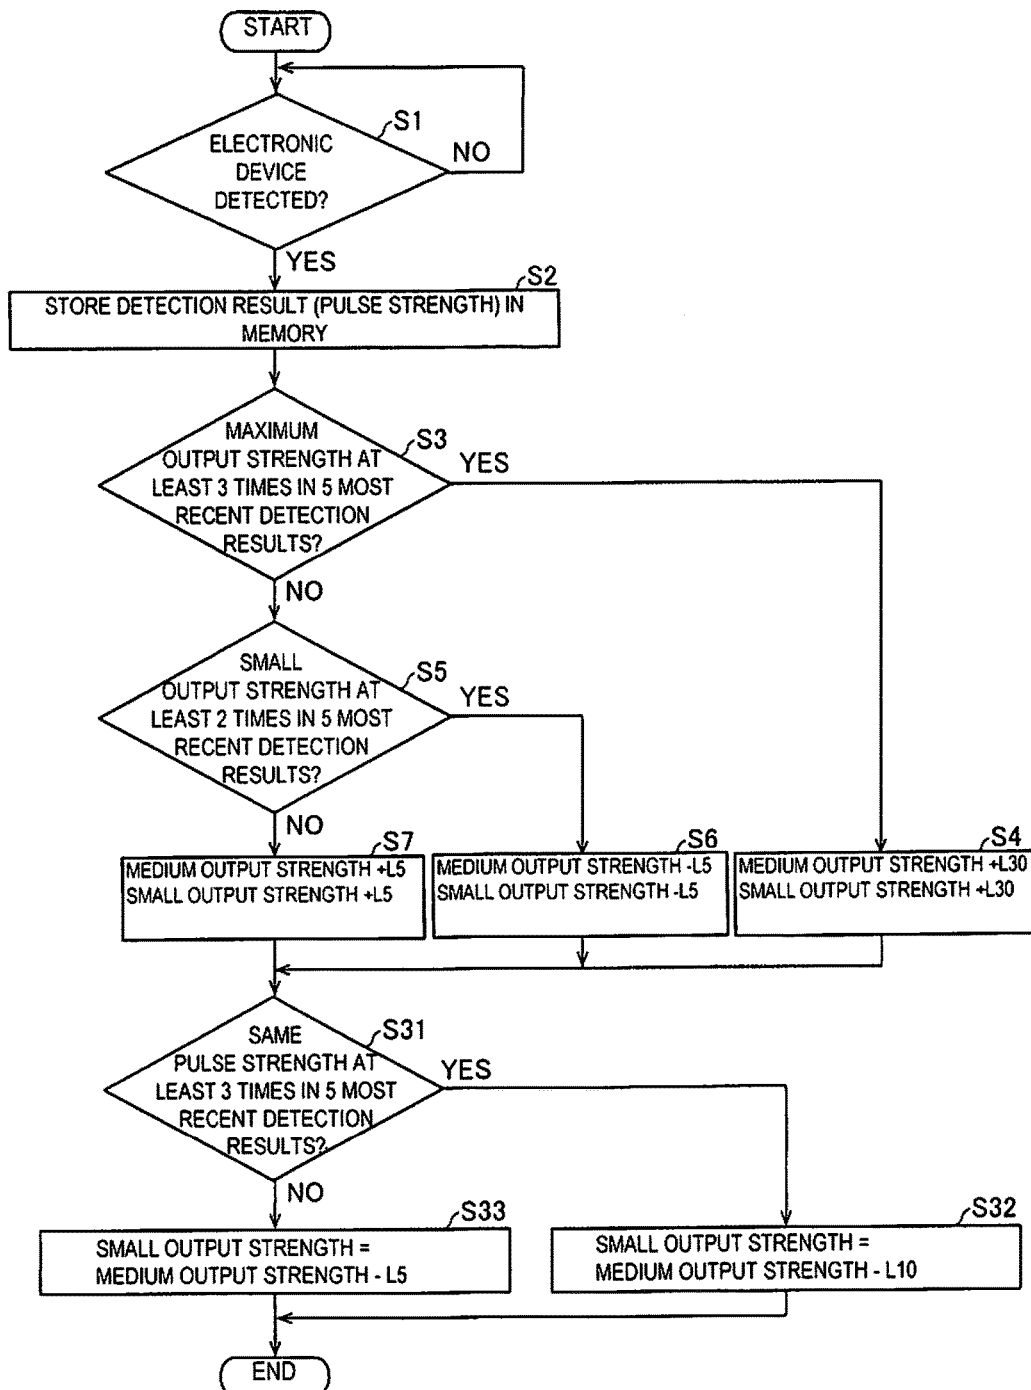 START
S1
ELECTRONIC
DEVICE
DETECTED?
NO
YES
S2
STORE DETECTION RESULT (PULSE STRENGTH) IN
MEMORY
S3
MAXIMUM
OUTPUT STRENGTH AT
LEAST 3 TIMES IN 5 MOST
RECENT DETECTION
RESULTS?
YES
NO
S5
SMALL
OUTPUT STRENGTH AT
LEAST 2 TIMES IN 5 MOST
RECENT DETECTION
RESULTS?
YES
NO
S7
MEDIUM OUTPUT STRENGTH +L5
SMALL OUTPUT STRENGTH +L5
S6
MEDIUM OUTPUT STRENGTH -L5
SMALL OUTPUT STRENGTH -L5
S4
MEDIUM OUTPUT STRENGTH +L30
SMALL OUTPUT STRENGTH +L30
S31
SAME
PULSE STRENGTH AT
LEAST 3 TIMES IN 5 MOST
RECENT DETECTION
RESULTS?
YES
NO
S33
SMALL OUTPUT STRENGTH =
MEDIUM OUTPUT STRENGTH - L5
S32
SMALL OUTPUT STRENGTH =
MEDIUM OUTPUT STRENGTH - L10
END